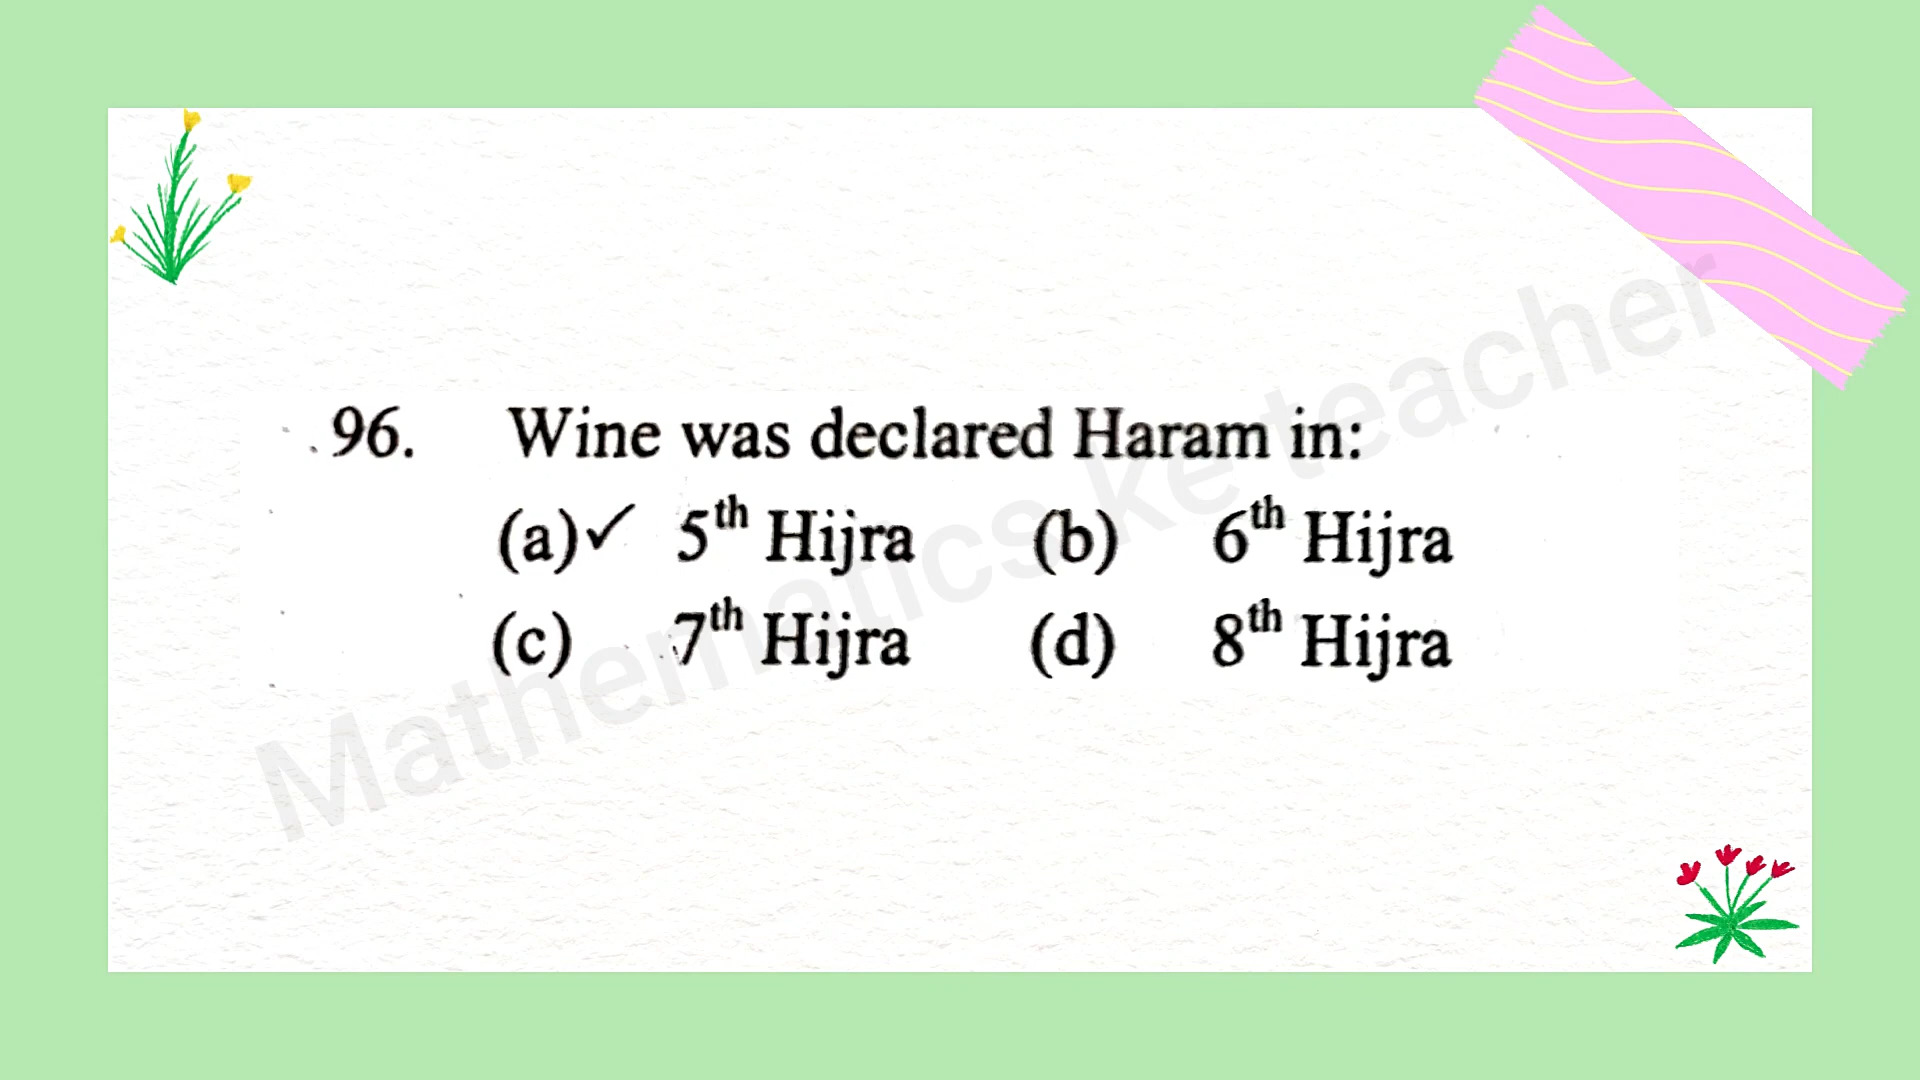 96. Wine was declared Haram in:
(a)✓ 5th Hijra (b) 6th Hijra
(c) 7th Hijra (d) 8th Hijra
Mathematics ke teacher